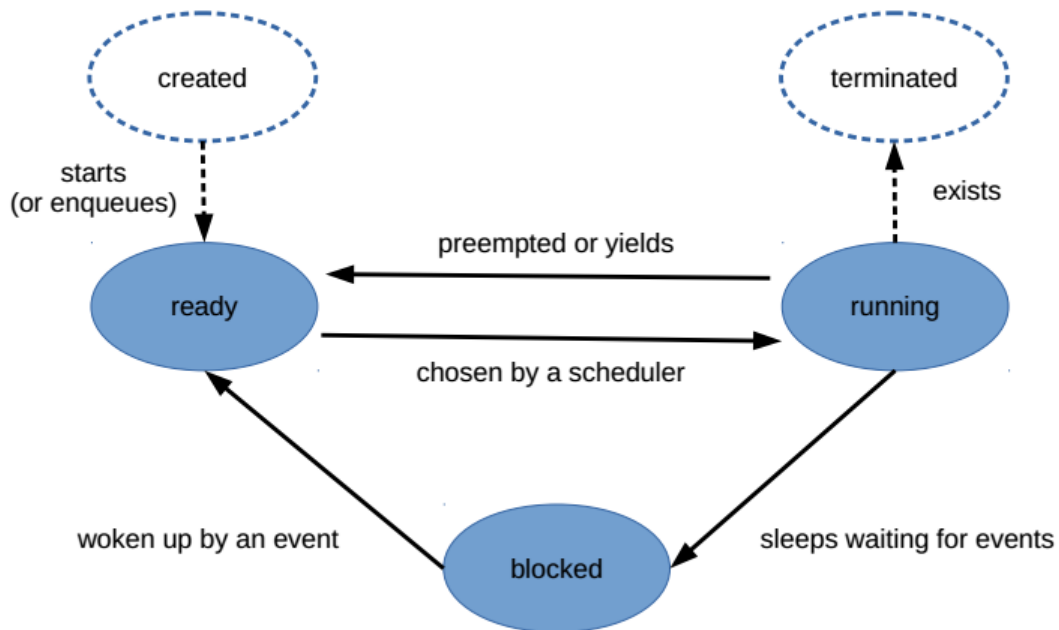 created
terminated
starts
(or enqueues)
exists
preempted or yields
ready
running
chosen by a scheduler
woken up by an event
sleeps waiting for events
blocked